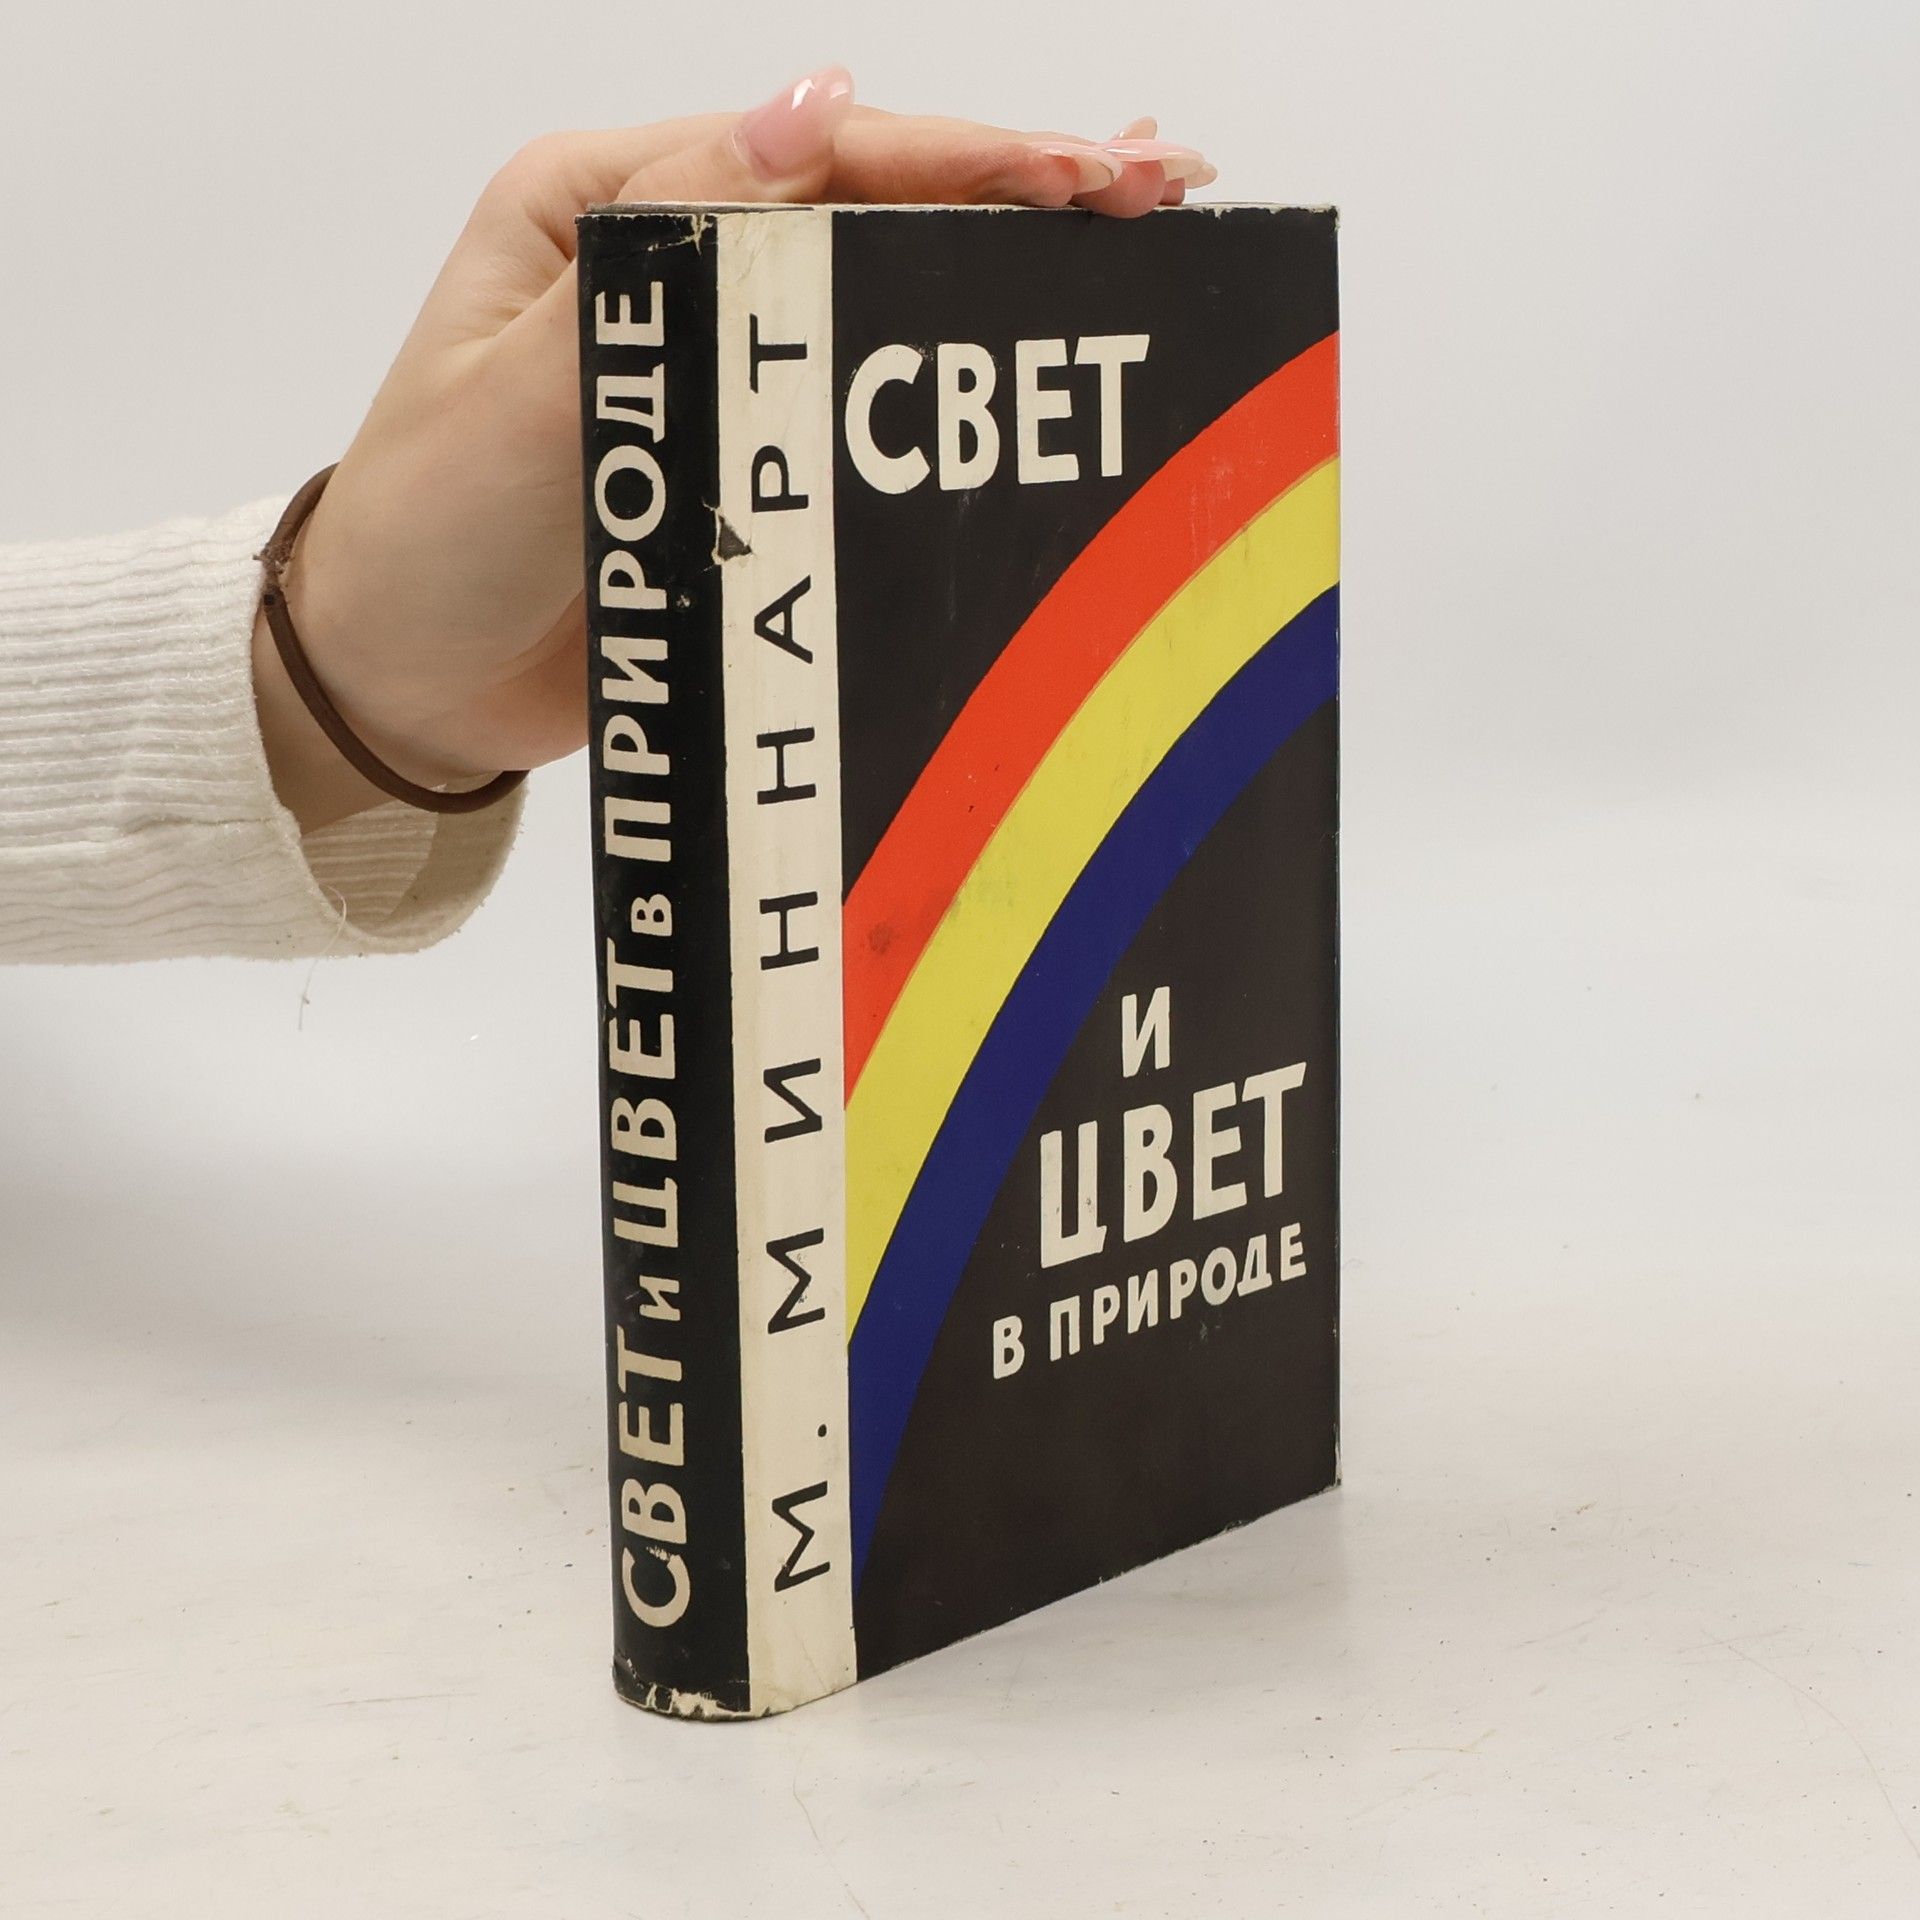 СВЕТ и ЦВЕТ в ПРИРОДЕ
М. МИННАРТ
СВЕТ
И
ЦВЕТ
В ПРИРОДЕ